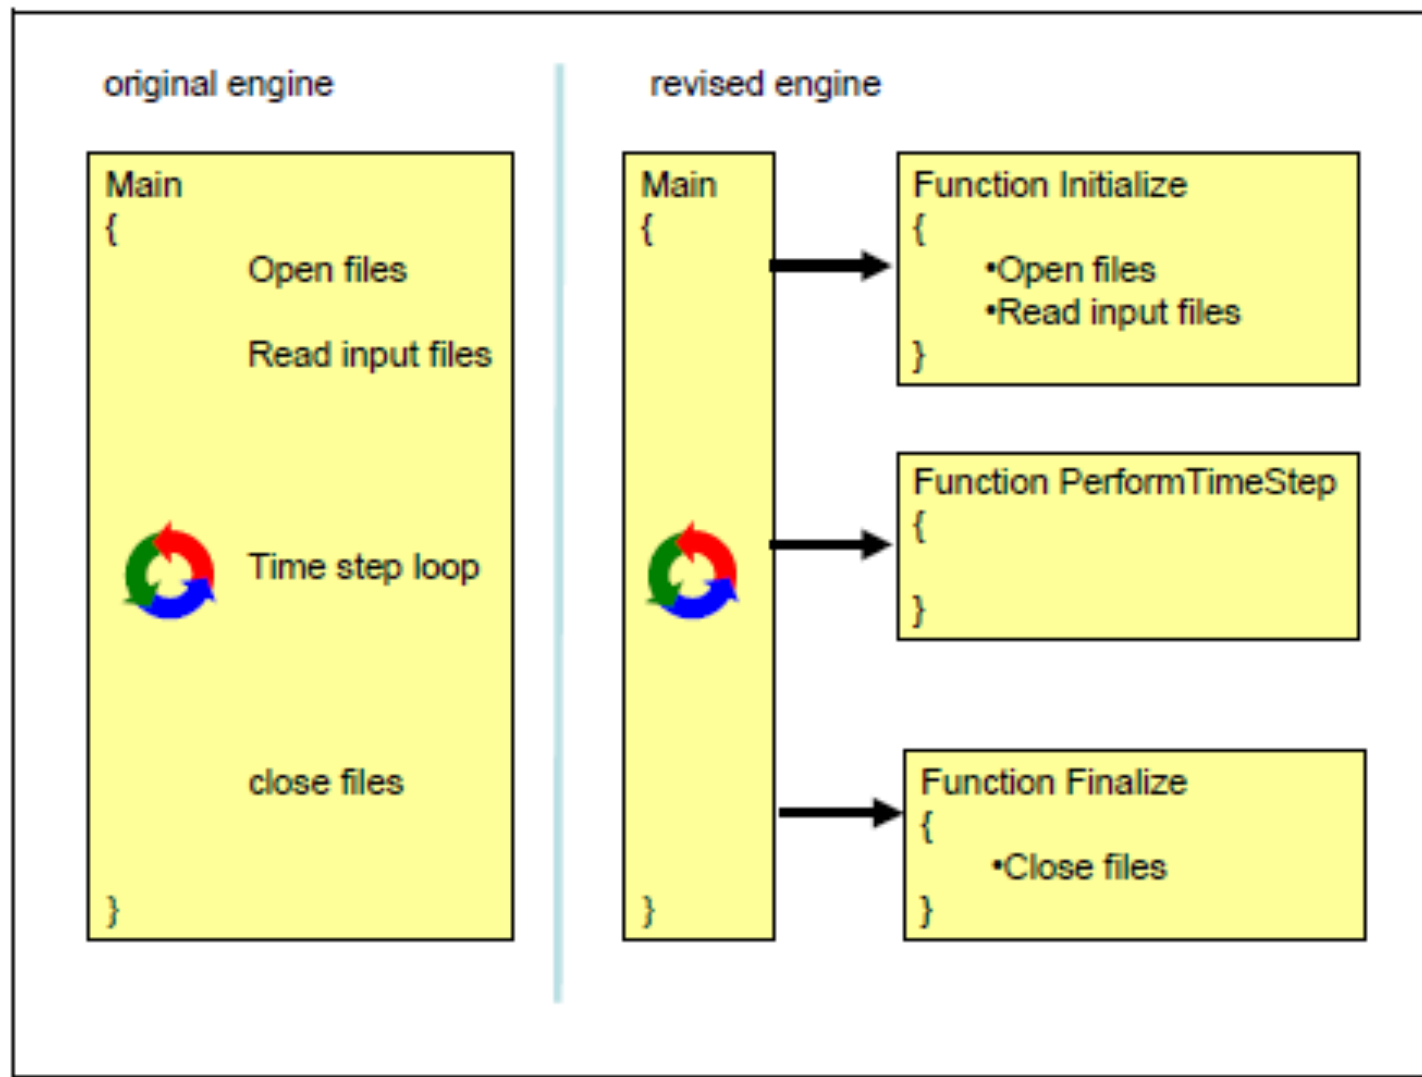 original engine
Main
{
Open files
Read input files
Time step loop
close files
}
revised engine
Main
{
}
Function Initialize
{
•Open files
•Read input files
}
Function PerformTimeStep
{
}
Function Finalize
{
•Close files
}